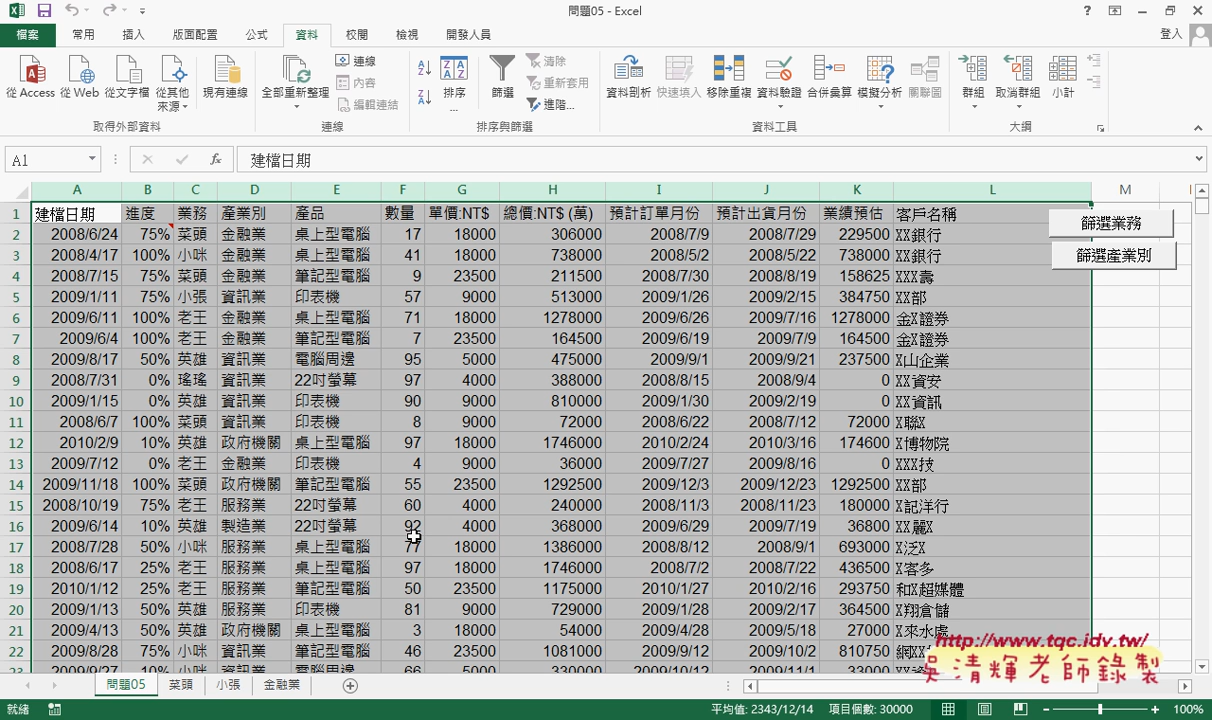 問題05 - Excel
檔案 常用 插入 版面配置 公式 資料 校閱 檢視 開發人員 登入
從 Access 從 Web 從文字檔 從其他來源 現有連線 全部重新整理 連線 內容 編輯連結 排序... 篩選 清除 重新套用 進階... 資料剖析 快速填入 移除重複 資料驗證 合併彙算 模擬分析 關聯圖 群組 取消群組 小計
取得外部資料 連線 排序與篩選 資料工具 大綱
A1 fx 建檔日期
A B C D E F G H I J K L M
1 建檔日期 進度 業務 產業別 產品 數量 單價:NT$ 總價:NT$ (萬) 預計訂單月份 預計出貨月份 業績預估 客戶名稱 篩選業務
2 2008/6/24 75% 菜頭 金融業 桌上型電腦 17 18000 306000 2008/7/9 2008/7/29 229500 XX銀行
3 2008/4/17 100% 小咪 金融業 桌上型電腦 41 18000 738000 2008/5/2 2008/5/22 738000 XX銀行 篩選產業別
4 2008/7/15 75% 菜頭 金融業 筆記型電腦 9 23500 211500 2008/7/30 2008/8/19 158625 XXX壽
5 2009/1/11 75% 小張 資訊業 印表機 57 9000 513000 2009/1/26 2009/2/15 384750 XX部
6 2009/6/11 100% 老王 金融業 桌上型電腦 71 18000 1278000 2009/6/26 2009/7/16 1278000 金X證券
7 2009/6/4 100% 老王 金融業 筆記型電腦 7 23500 164500 2009/6/19 2009/7/9 164500 金X證券
8 2009/8/17 50% 英雄 資訊業 電腦周邊 95 5000 475000 2009/9/1 2009/9/21 237500 X山企業
9 2008/7/31 0% 瑤瑤 資訊業 22吋螢幕 97 4000 388000 2008/8/15 2008/9/4 0 XX資安
10 2009/1/15 0% 英雄 資訊業 印表機 90 9000 810000 2009/1/30 2009/2/19 0 XX資訊
11 2008/6/7 100% 菜頭 資訊業 印表機 8 9000 72000 2008/6/22 2008/7/12 72000 X聯X
12 2010/2/9 10% 英雄 政府機關 桌上型電腦 97 18000 1746000 2010/2/24 2010/3/16 174600 X博物院
13 2009/7/12 0% 老王 金融業 印表機 4 9000 36000 2009/7/27 2009/8/16 0 XXX技
14 2009/11/18 100% 菜頭 政府機關 筆記型電腦 55 23500 1292500 2009/12/3 2009/12/23 1292500 XX部
15 2008/10/19 75% 老王 服務業 22吋螢幕 60 4000 240000 2008/11/3 2008/11/23 180000 X記洋行
16 2009/6/14 10% 英雄 製造業 22吋螢幕 92 4000 368000 2009/6/29 2009/7/19 36800 XX麗X
17 2008/7/28 50% 小咪 服務業 桌上型電腦 77 18000 1386000 2008/8/12 2008/9/1 693000 X泛X
18 2008/6/17 25% 菜頭 服務業 桌上型電腦 97 18000 1746000 2008/7/2 2008/7/22 436500 X客多
19 2010/1/12 25% 老王 服務業 筆記型電腦 50 23500 1175000 2010/1/27 2010/2/16 293750 和X超媒體
20 2009/1/13 50% 英雄 服務業 印表機 81 9000 729000 2009/1/28 2009/2/17 364500 X翔倉儲
21 2009/4/13 50% 英雄 政府機關 桌上型電腦 3 18000 54000 2009/4/28 2009/5/18 27000 X來水處
22 2009/8/28 75% 小咪 資訊業 筆記型電腦 46 23500 1081000 2009/9/12 2009/10/2 810750
http://www.tqc.idv.tw/
吳清輝老師錄製
問題05 菜頭 小張 金融業
就緒 平均值: 2343/12/14 項目個數: 30000 100%